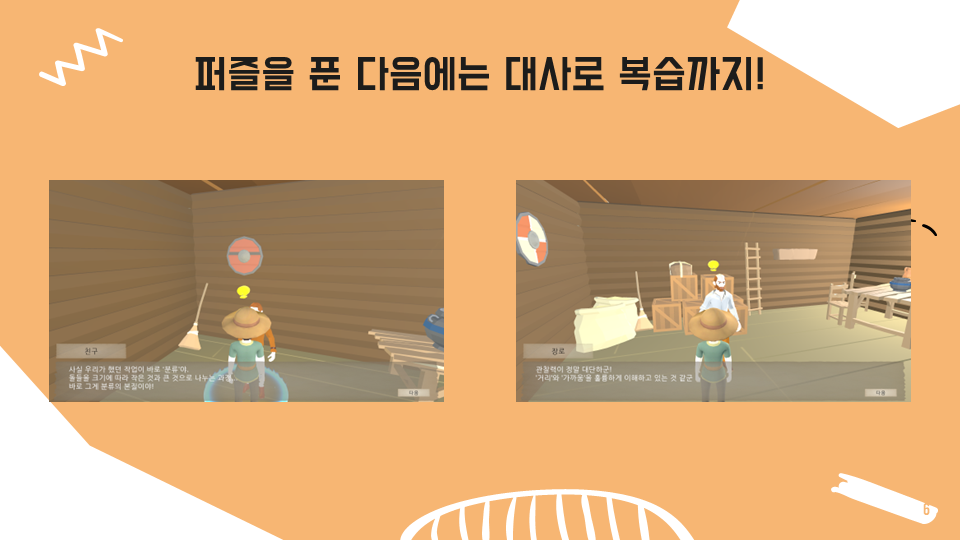 퍼즐을 푼 다음에는 대사로 복습까지!
친구
사실 우리가 했던 작업이 바로 '분류'야.
돌들을 크기에 따라 작은 것과 큰 것으로 나누는 과정,
바로 그게 분류의 본질이야!
다음
장로
관찰력이 정말 대단하군!
'거리'와 '가까움'을 훌륭하게 이해하고 있는 것 같군
다음
6